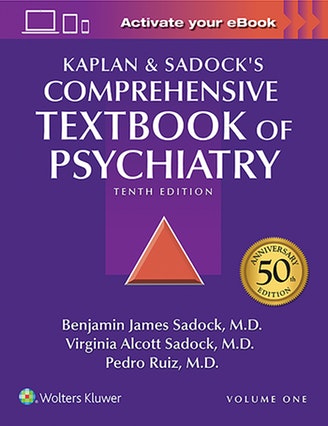 Activate your eBook
KAPLAN & SADOCK'S
COMPREHENSIVE
TEXTBOOK OF
PSYCHIATRY
TENTH EDITION
ANNIVERSARY
50th
EDITION
Benjamin James Sadock, M.D.
Virginia Alcott Sadock, M.D.
Pedro Ruiz, M.D.
Wolters Kluwer
VOLUME ONE